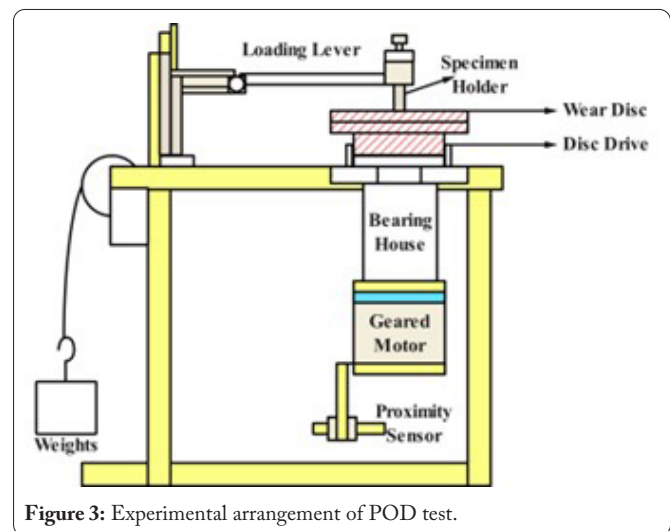 Loading Lever
Specimen
Holder
Wear Disc
Disc Drive
Bearing
House
Geared
Motor
Proximity
Sensor
Weights
Figure 3: Experimental arrangement of POD test.